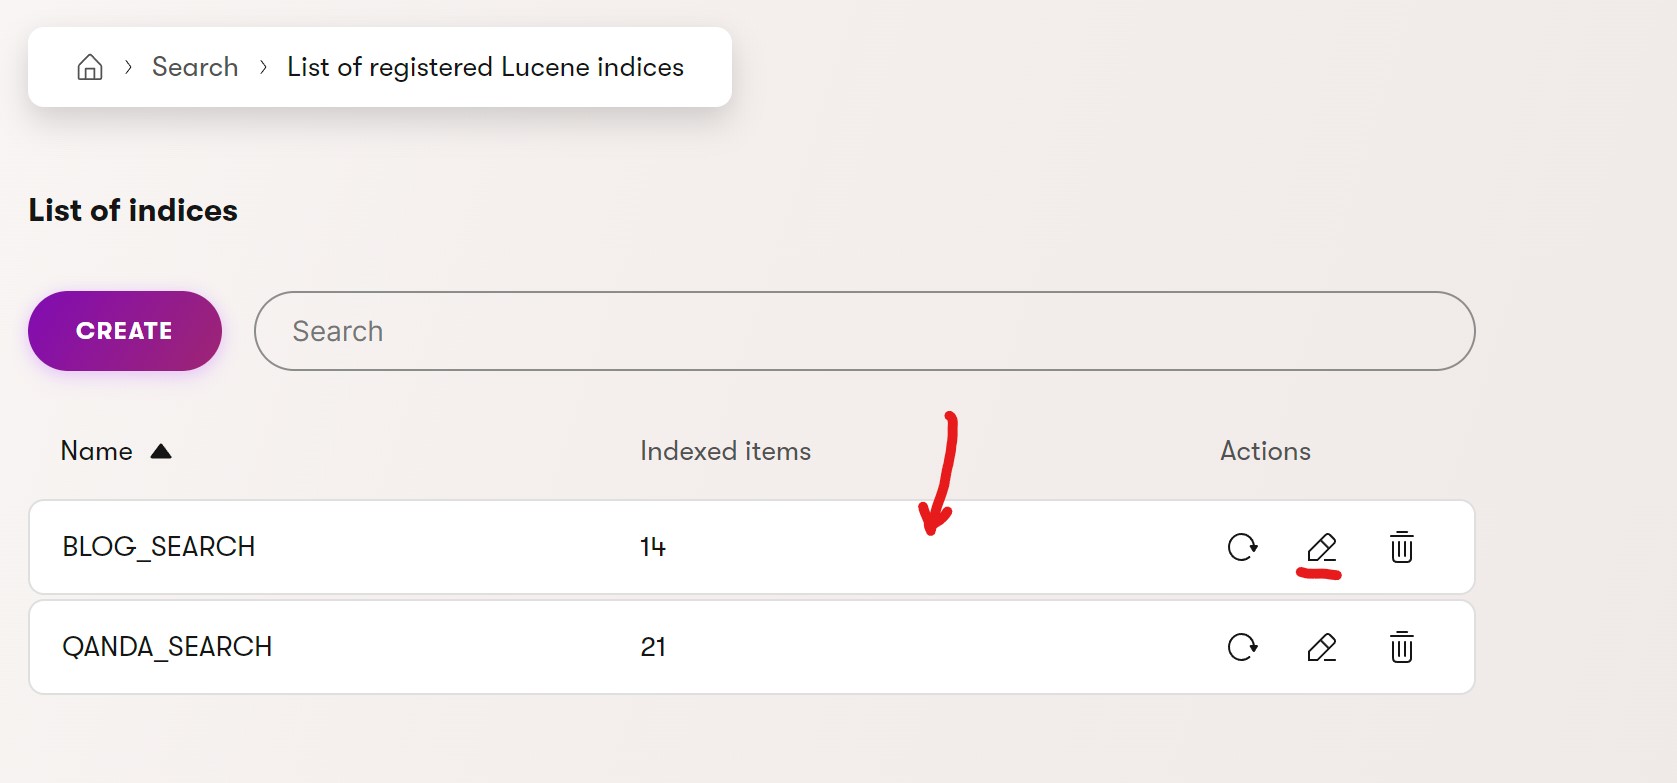 Search List of registered Lucene indices
List of indices
CREATE Search
Name Indexed items Actions
BLOG_SEARCH 14
QANDA_SEARCH 21